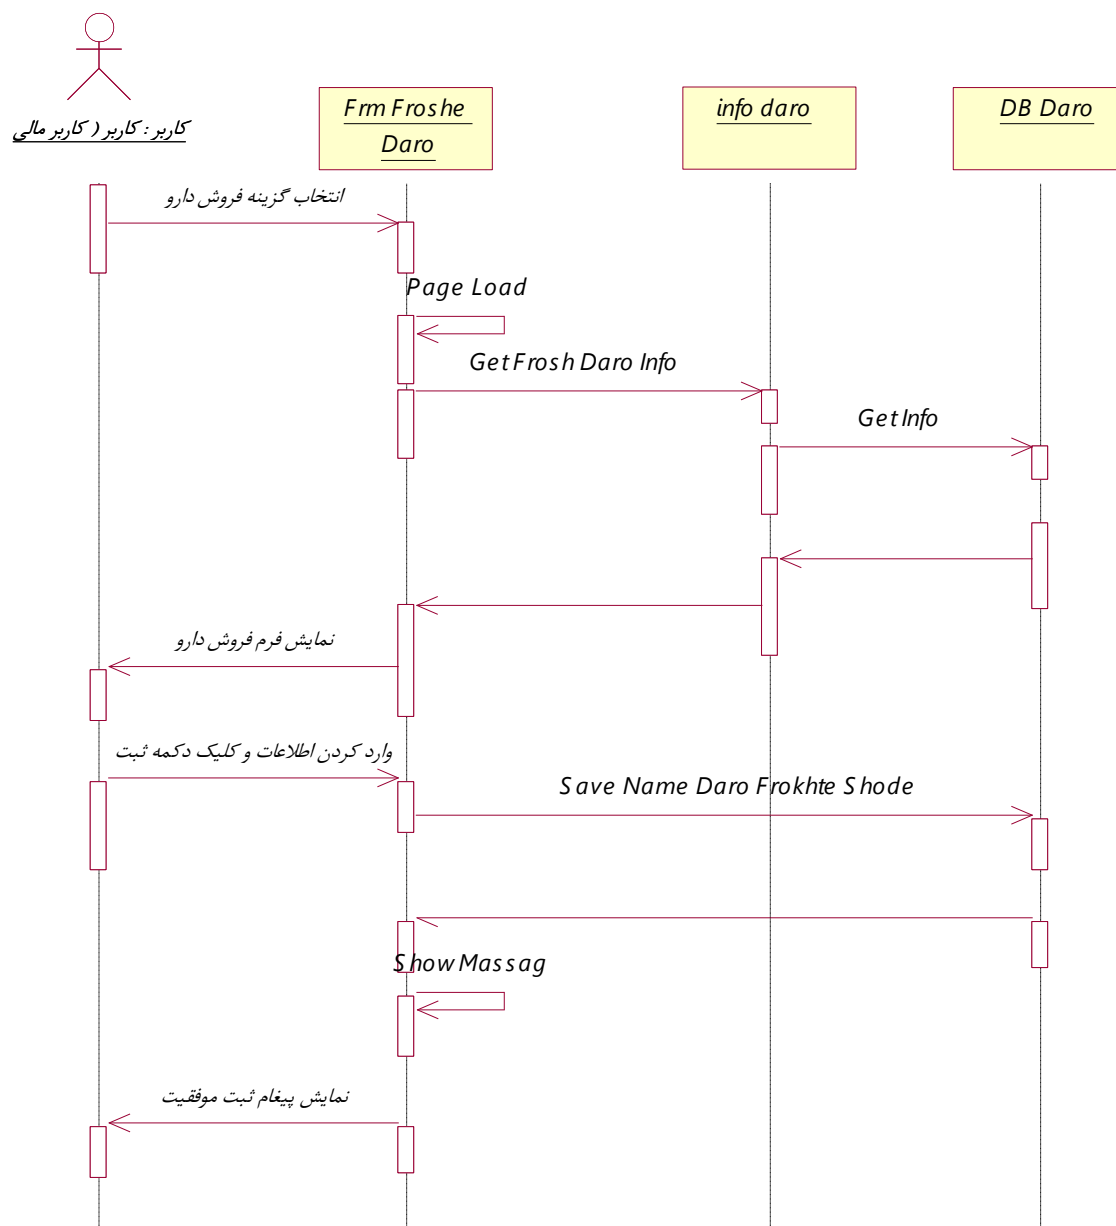 کاربر : کاربر ( کاربر مالی
Frm Froshe
Daro
info daro
DB Daro
انتخاب گزینه فروش دارو
Page Load
Get Frosh Daro Info
Get Info
نمایش فرم فروش دارو
وارد کردن اطلاعات و کلیک دکمه ثبت
Save Name Daro Frokhte Shode
Show Massag
نمایش پیغام ثبت موفقیت